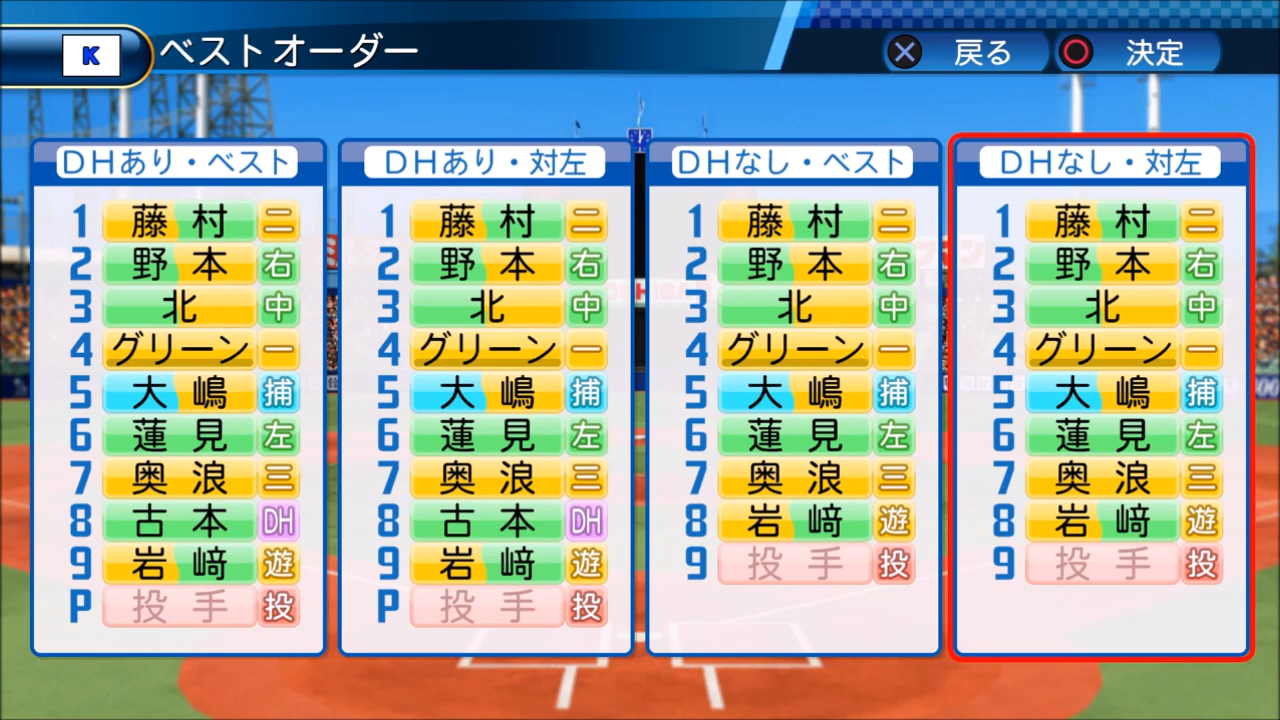 K ベストオーダー
戻る
決定
DHあり・ベスト
1 藤村 二
2 野本 右
3 北 中
4 グリーン 一
5 大嶋 捕
6 蓮見 左
7 奥浪 三
8 古本 DH
9 岩﨑 遊
P 投手 投
DHあり・対左
1 藤村 二
2 野本 右
3 北 中
4 グリーン 一
5 大嶋 捕
6 蓮見 左
7 奥浪 三
8 古本 DH
9 岩﨑 遊
P 投手 投
DHなし・ベスト
1 藤村 二
2 野本 右
3 北 中
4 グリーン 一
5 大嶋 捕
6 蓮見 左
7 奥浪 三
8 岩﨑 遊
9 投手 投
DHなし・対左
1 藤村 二
2 野本 右
3 北 中
4 グリーン 一
5 大嶋 捕
6 蓮見 左
7 奥浪 三
8 岩﨑 遊
9 投手 投